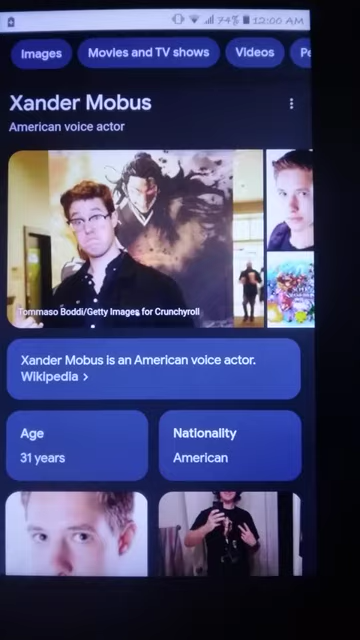 74% 12:00 AM
Images
Movies and TV shows
Videos
Xander Mobus
American voice actor
Tommaso Boddi/Getty Images for Crunchyroll
Xander Mobus is an American voice actor.
Wikipedia >
Age
31 years
Nationality
American